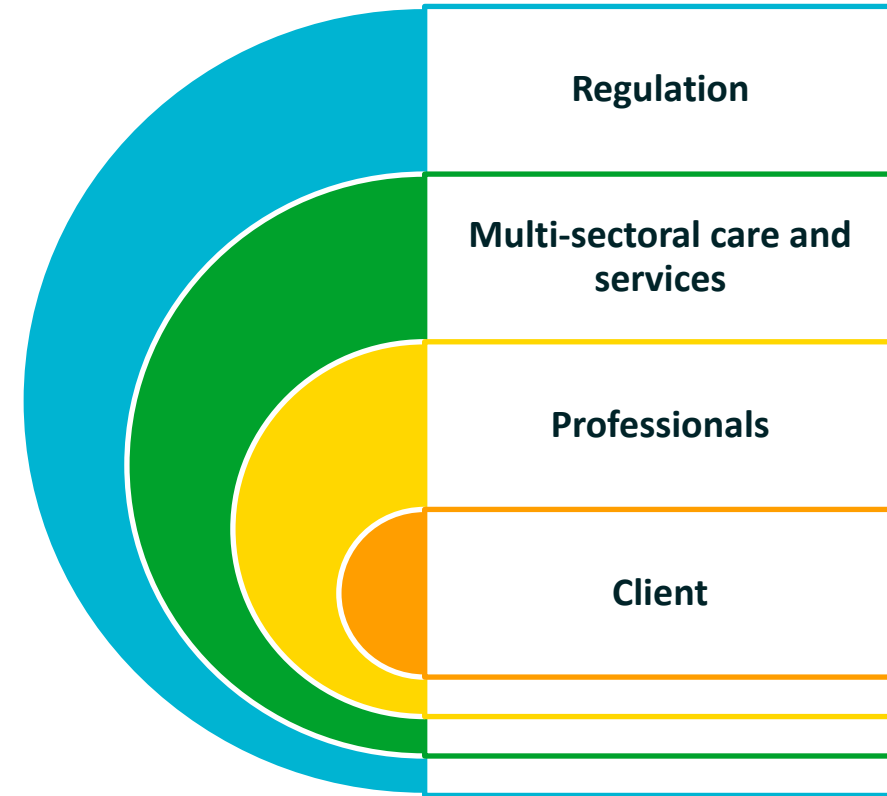 Regulation
Multi-sectoral care and
services
Professionals
Client